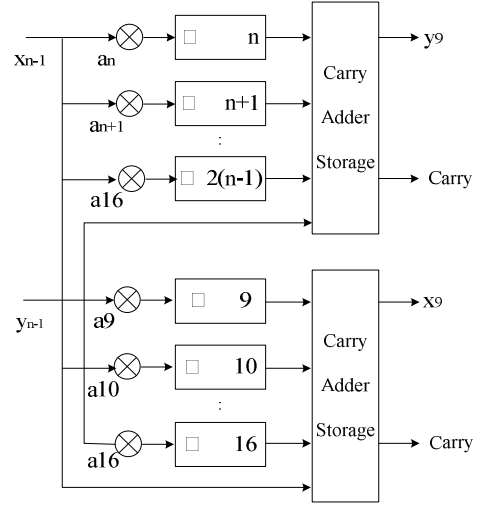 n
y9
xn-1
an
Carry
n+1
Adder
an+1
:
Storage
2(n-1)
Carry
a16
9
x9
yn-1
a9
Carry
10
Adder
a10
:
Storage
16
Carry
a16